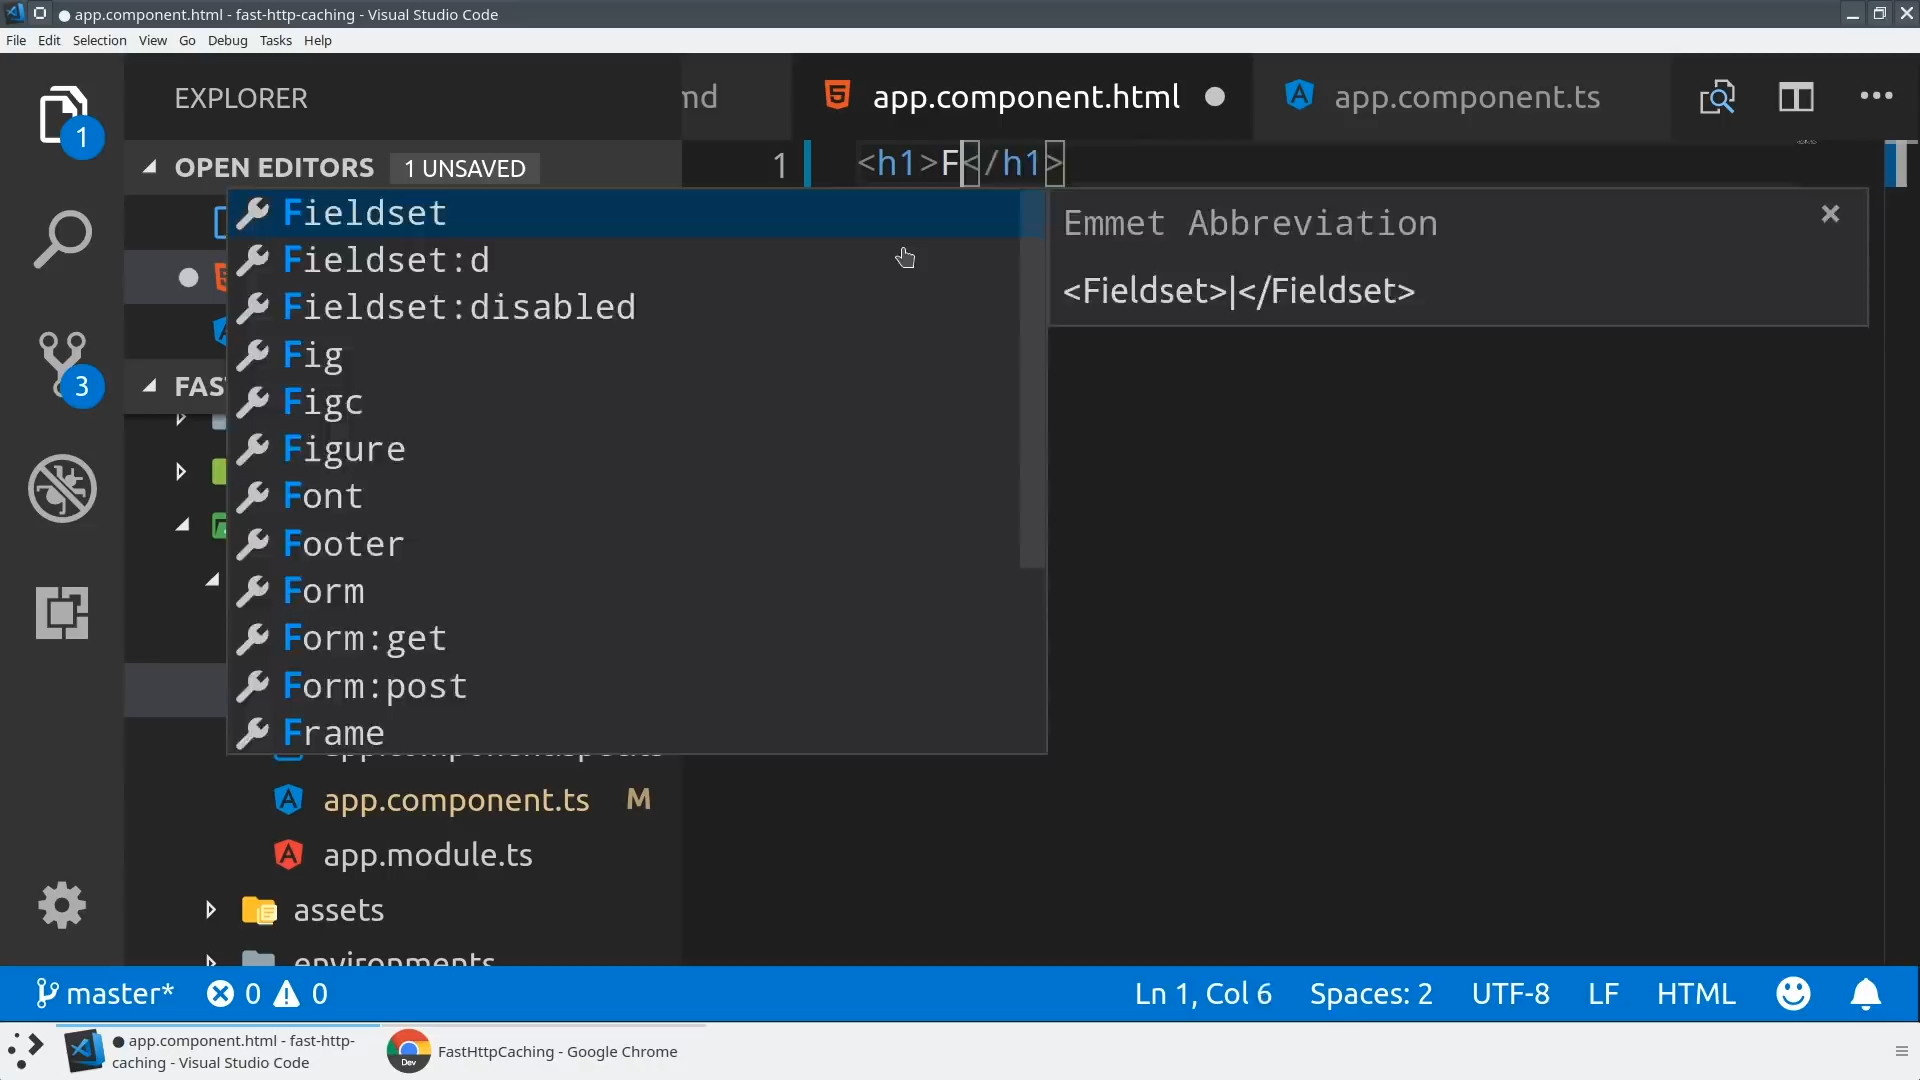 app.component.html - fast-http-caching - Visual Studio Code
File Edit Selection View Go Debug Tasks Help
EXPLORER
app.component.html
app.component.ts
1
OPEN EDITORS 1 UNSAVED
1 <h1>F</h1>
Fieldset
Fieldset:d
Fieldset:disabled
Fig
Figc
Figure
Font
Footer
Form
Form:get
Form:post
Frame
Emmet Abbreviation ×
<Fieldset>|</Fieldset>
3
FAS
app.component.ts M
app.module.ts
assets
environments
master* 0 0 Ln 1, Col 6 Spaces: 2 UTF-8 LF HTML
app.component.html - fast-http-
caching - Visual Studio Code
Dev
FastHttpCaching - Google Chrome